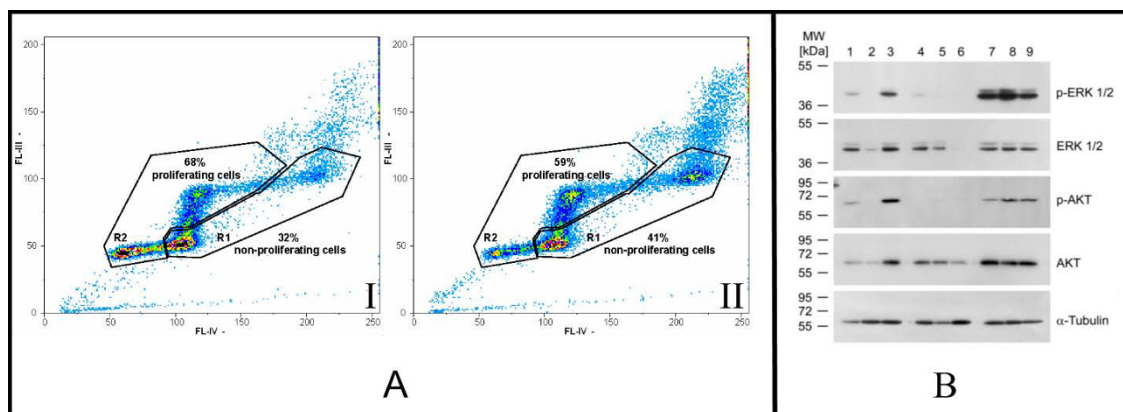 200
150
100
50
0
FL-III -
68%
proliferating cells
R2
R1
32%
non-proliferating cells
I
0 50 100 150 200 250
FL-IV -
200
150
100
50
0
FL-III -
59%
proliferating cells
R2
R1
41%
non-proliferating cells
II
0 50 100 150 200 250
FL-IV -
A
MW
[kDa]
1 2 3 4 5 6 7 8 9
55
36
p-ERK 1/2
55
36
ERK 1/2
95
72
55
p-AKT
95
72
55
AKT
95
72
55
α-Tubulin
B